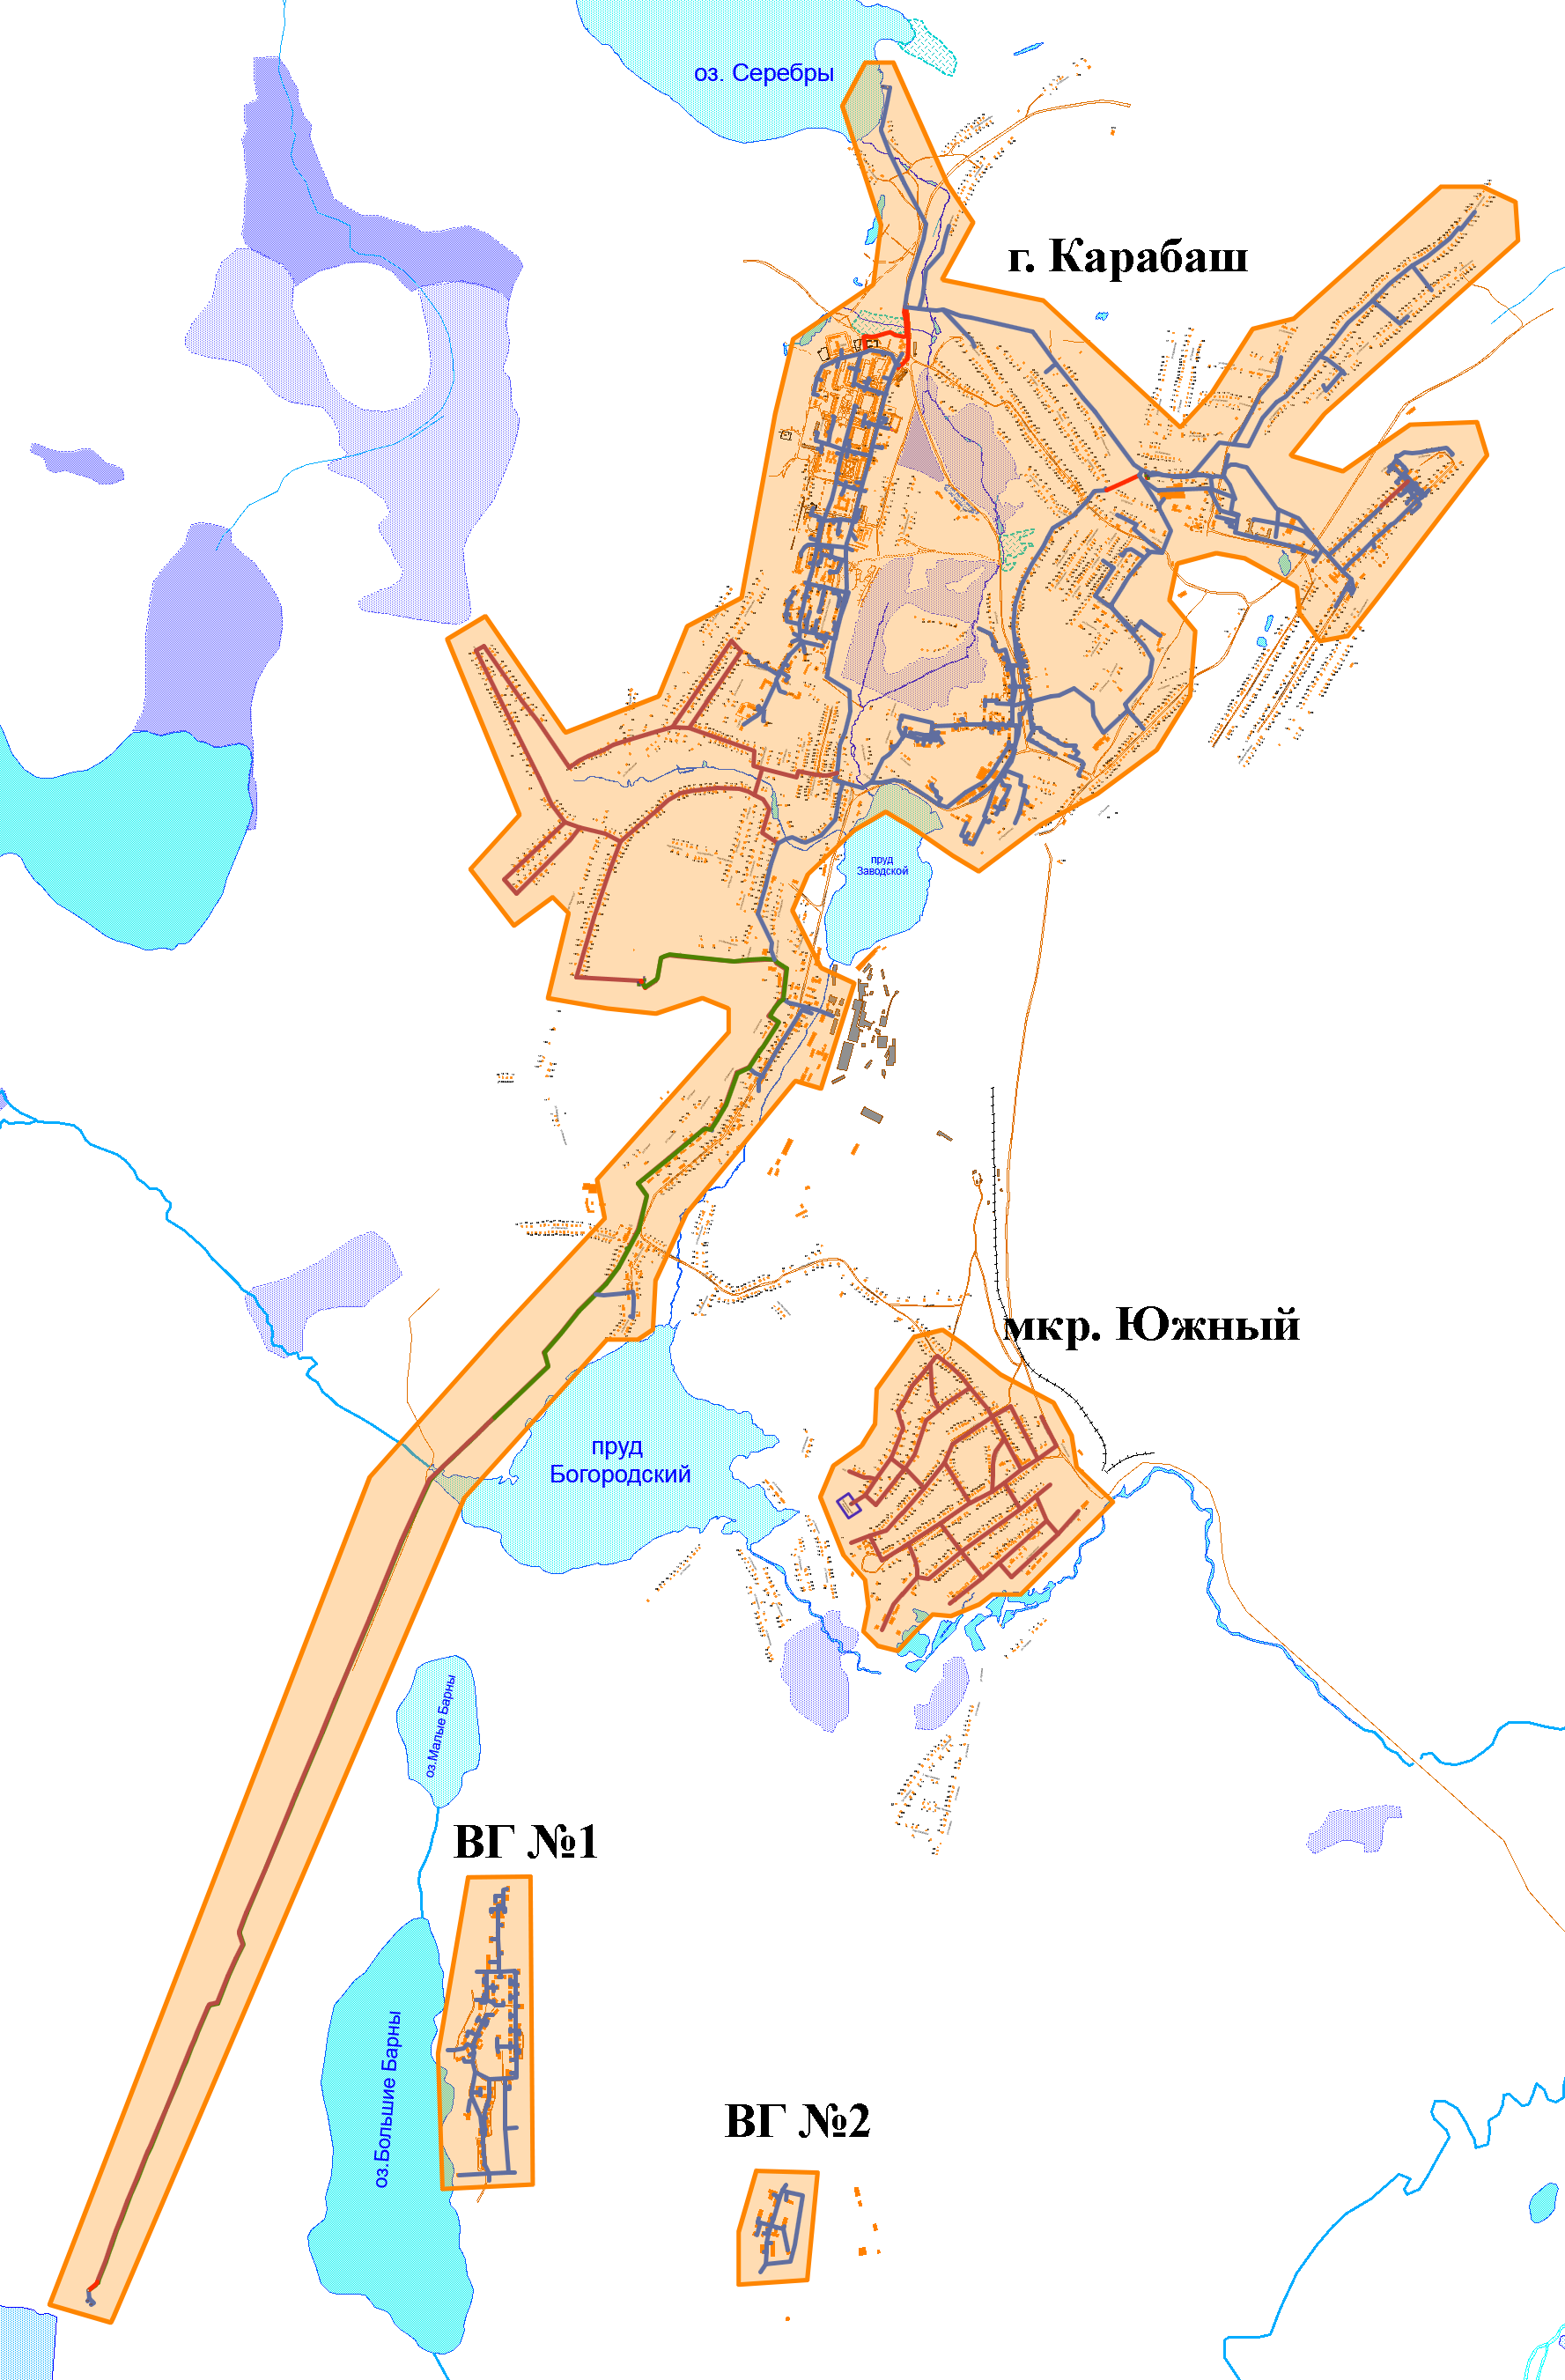 оз. Серебры
г. Карабаш
пруд
Заводской
мкр. Южный
пруд
Богородский
оз.Малые Барны
ВГ №1
оз.Большие Барны
ВГ №2